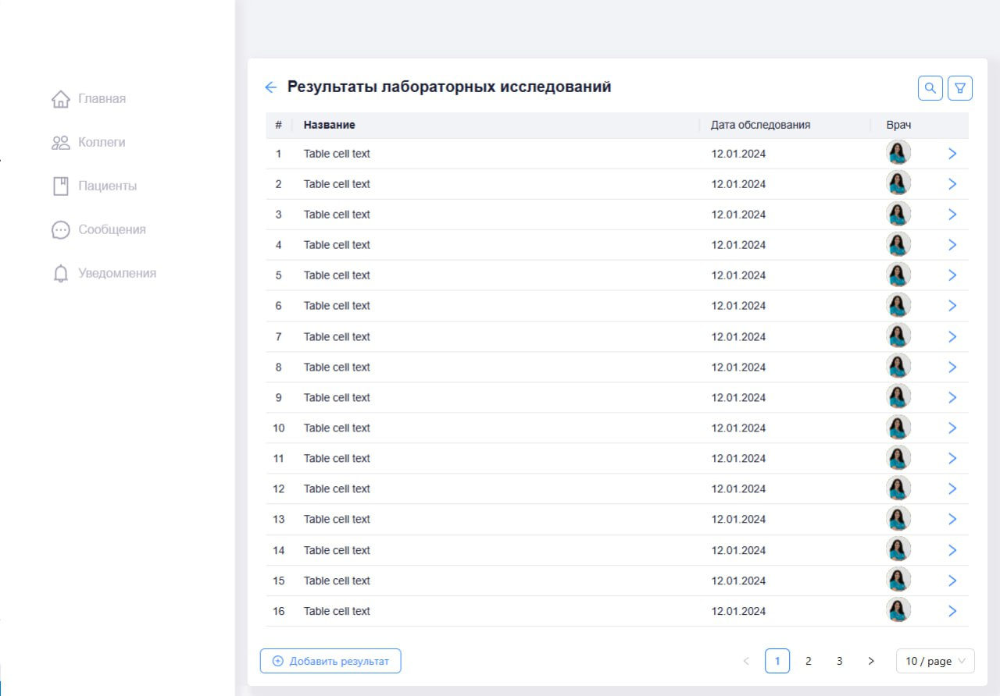 Главная
Коллеги
Пациенты
Сообщения
Уведомления
Результаты лабораторных исследований
# Название Дата обследования Врач
1 Table cell text 12.01.2024
2 Table cell text 12.01.2024
3 Table cell text 12.01.2024
4 Table cell text 12.01.2024
5 Table cell text 12.01.2024
6 Table cell text 12.01.2024
7 Table cell text 12.01.2024
8 Table cell text 12.01.2024
9 Table cell text 12.01.2024
10 Table cell text 12.01.2024
11 Table cell text 12.01.2024
12 Table cell text 12.01.2024
13 Table cell text 12.01.2024
14 Table cell text 12.01.2024
15 Table cell text 12.01.2024
16 Table cell text 12.01.2024
Добавить результат 1 2 3 10 / page